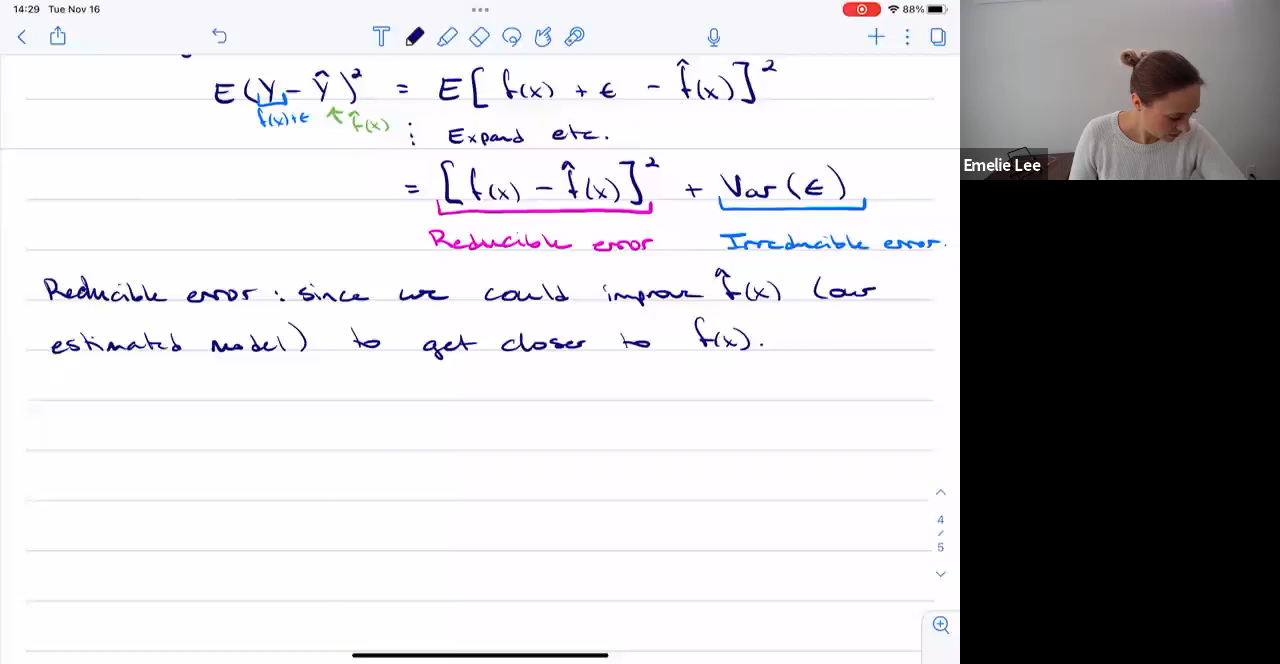 14:29 Tue Nov 16
88%
E(Y - Ŷ)² = E[f(x) + ε - f̂(x)]²
f(x)+ε f̂(x)
⋮ Expand etc.
= [f(x) - f̂(x)]² + Var(ε)
Reducible error Irreducible error.
Reducible error : since we could improve f̂(x) (our
estimated model) to get closer to f(x).
Emelie Lee
4
/
5